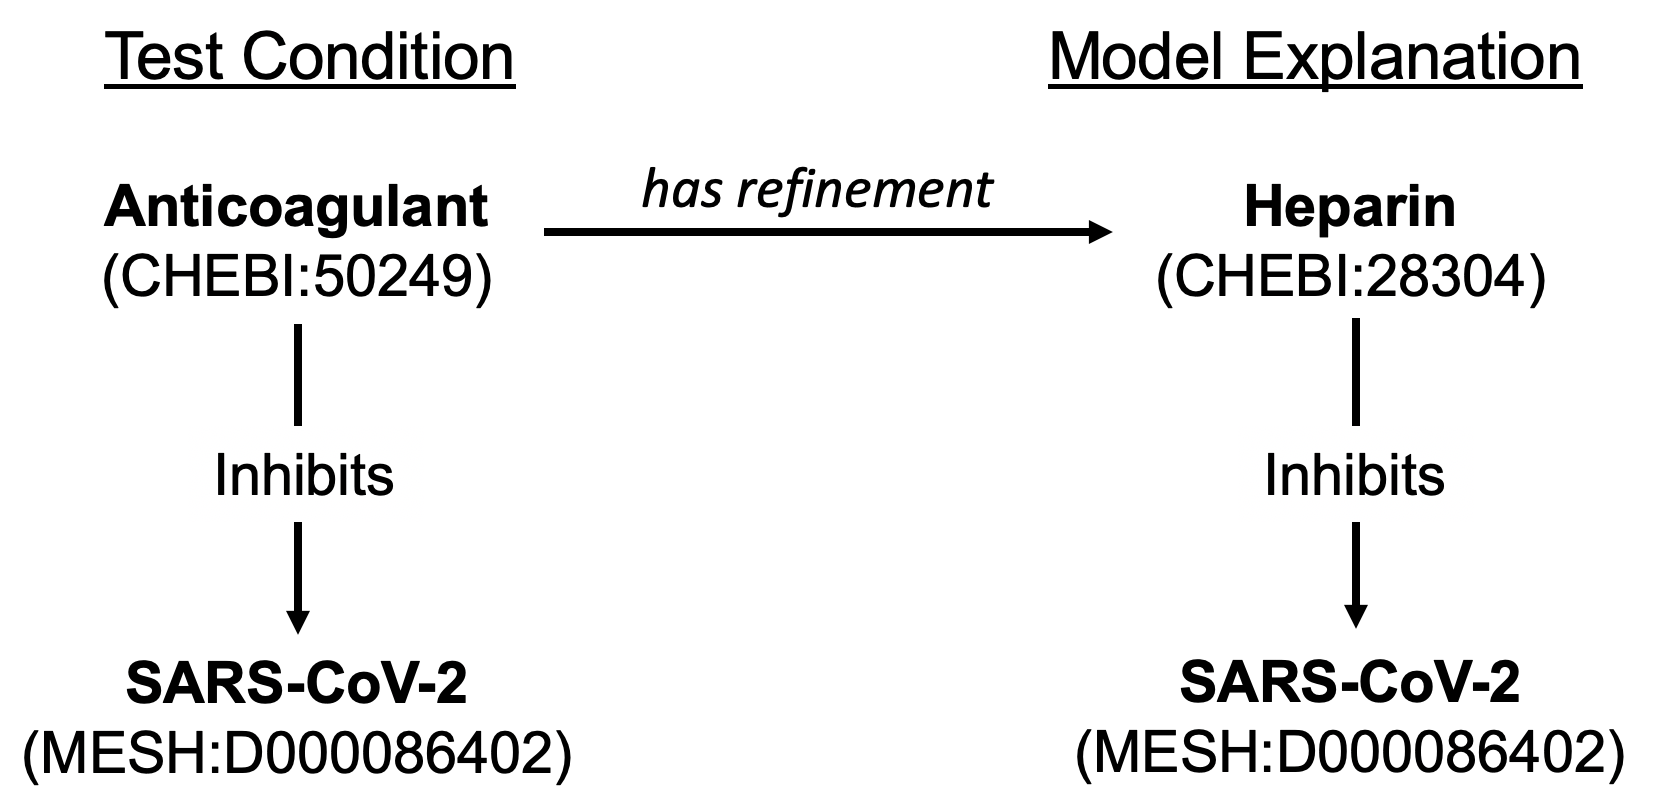 Test Condition
Model Explanation
Anticoagulant
(CHEBI:50249)
has refinement
Heparin
(CHEBI:28304)
Inhibits
Inhibits
SARS-CoV-2
(MESH:D000086402)
SARS-CoV-2
(MESH:D000086402)